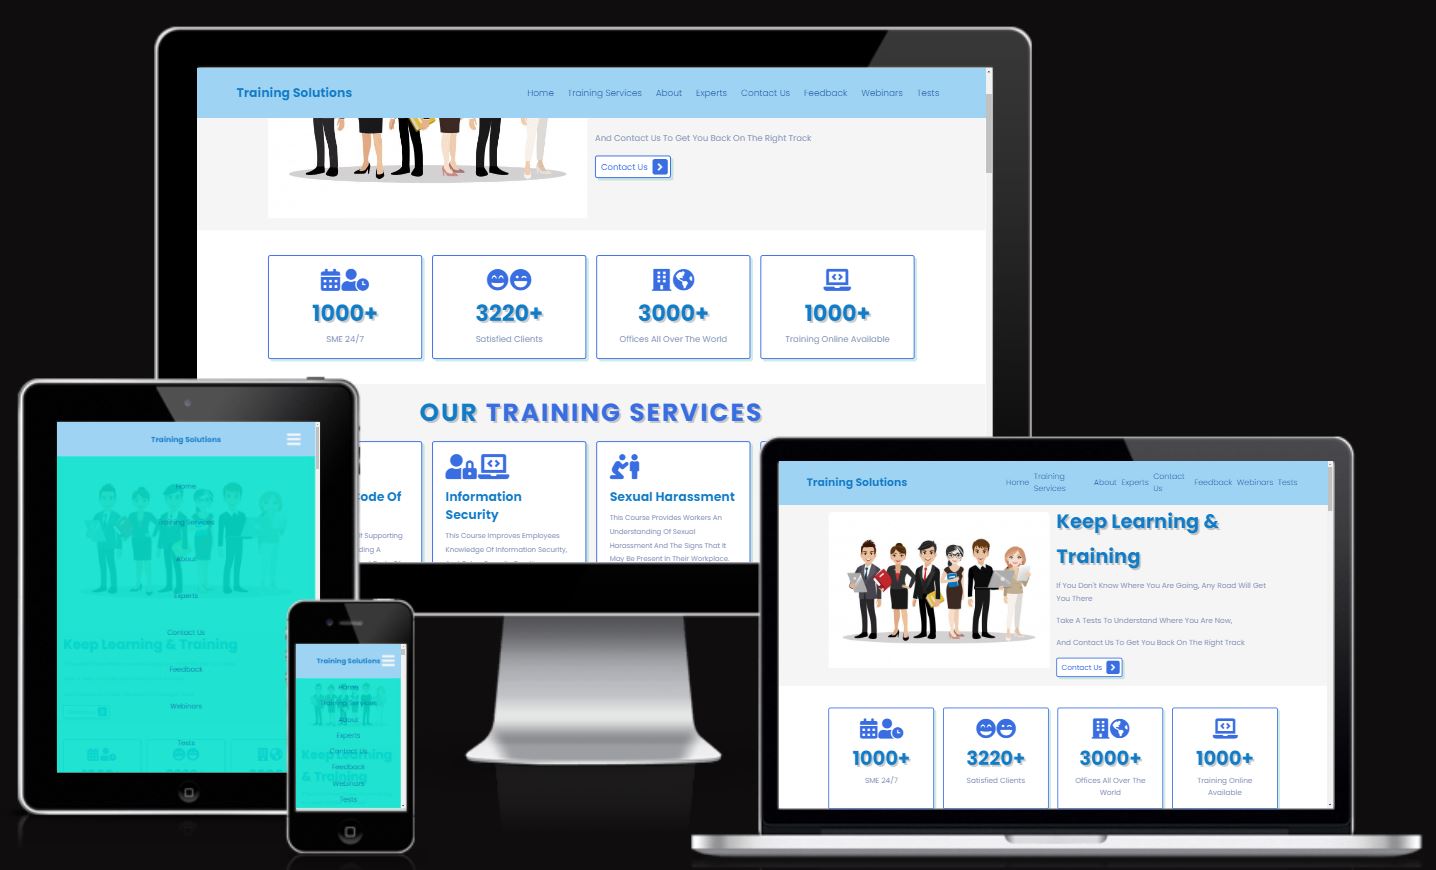 Training Solutions
Home Training Services About Experts Contact Us Feedback Webinars Tests
And Contact Us To Get You Back On The Right Track
Contact Us
1000+
SME 24/7
3220+
Satisfied Clients
3000+
Offices All Over The World
1000+
Training Online Available
OUR TRAINING SERVICES
Code Of
Supporting
Information
Security
This Course Improves Employees
Knowledge Of Information Security,
Sexual Harassment
This Course Provides Workers An
Understanding Of Sexual
Harassment And The Signs That It
May Be Present In Their Workplace.
Training Solutions
Home
Training Services
About
Experts
Contact Us
Keep Learning & Training
Feedback
Webinars
Tests
Training Solutions
Home
Training Services
About
Experts
Contact Us
Keep Learning
Feedback
& Training
Webinars
Tests
Training Solutions
Home Training
Services About Experts Contact
Us Feedback Webinars Tests
Keep Learning &
Training
If You Don't Know Where You Are Going, Any Road Will Get
You There
Take A Tests To Understand Where You Are Now,
And Contact Us To Get You Back On The Right Track
Contact Us
1000+
SME 24/7
3220+
Satisfied Clients
3000+
Offices All Over The
World
1000+
Training Online
Available